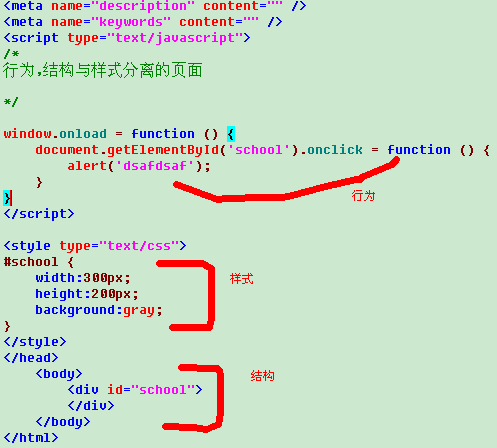 <meta name="description" content="" />
<meta name="keywords" content="" />
<script type="text/javascript">
/*
行为,结构与样式分离的页面
*/
window.onload = function () {
document.getElementById('school').onclick = function () {
alert('dsafdsaf');
}
行为
}
</script>
<style type="text/css">
#school {
width:300px;
样式
height:200px;
background:gray;
}
</style>
</head>
<body>
结构
<div id="school">
</div>
</body>
</html>